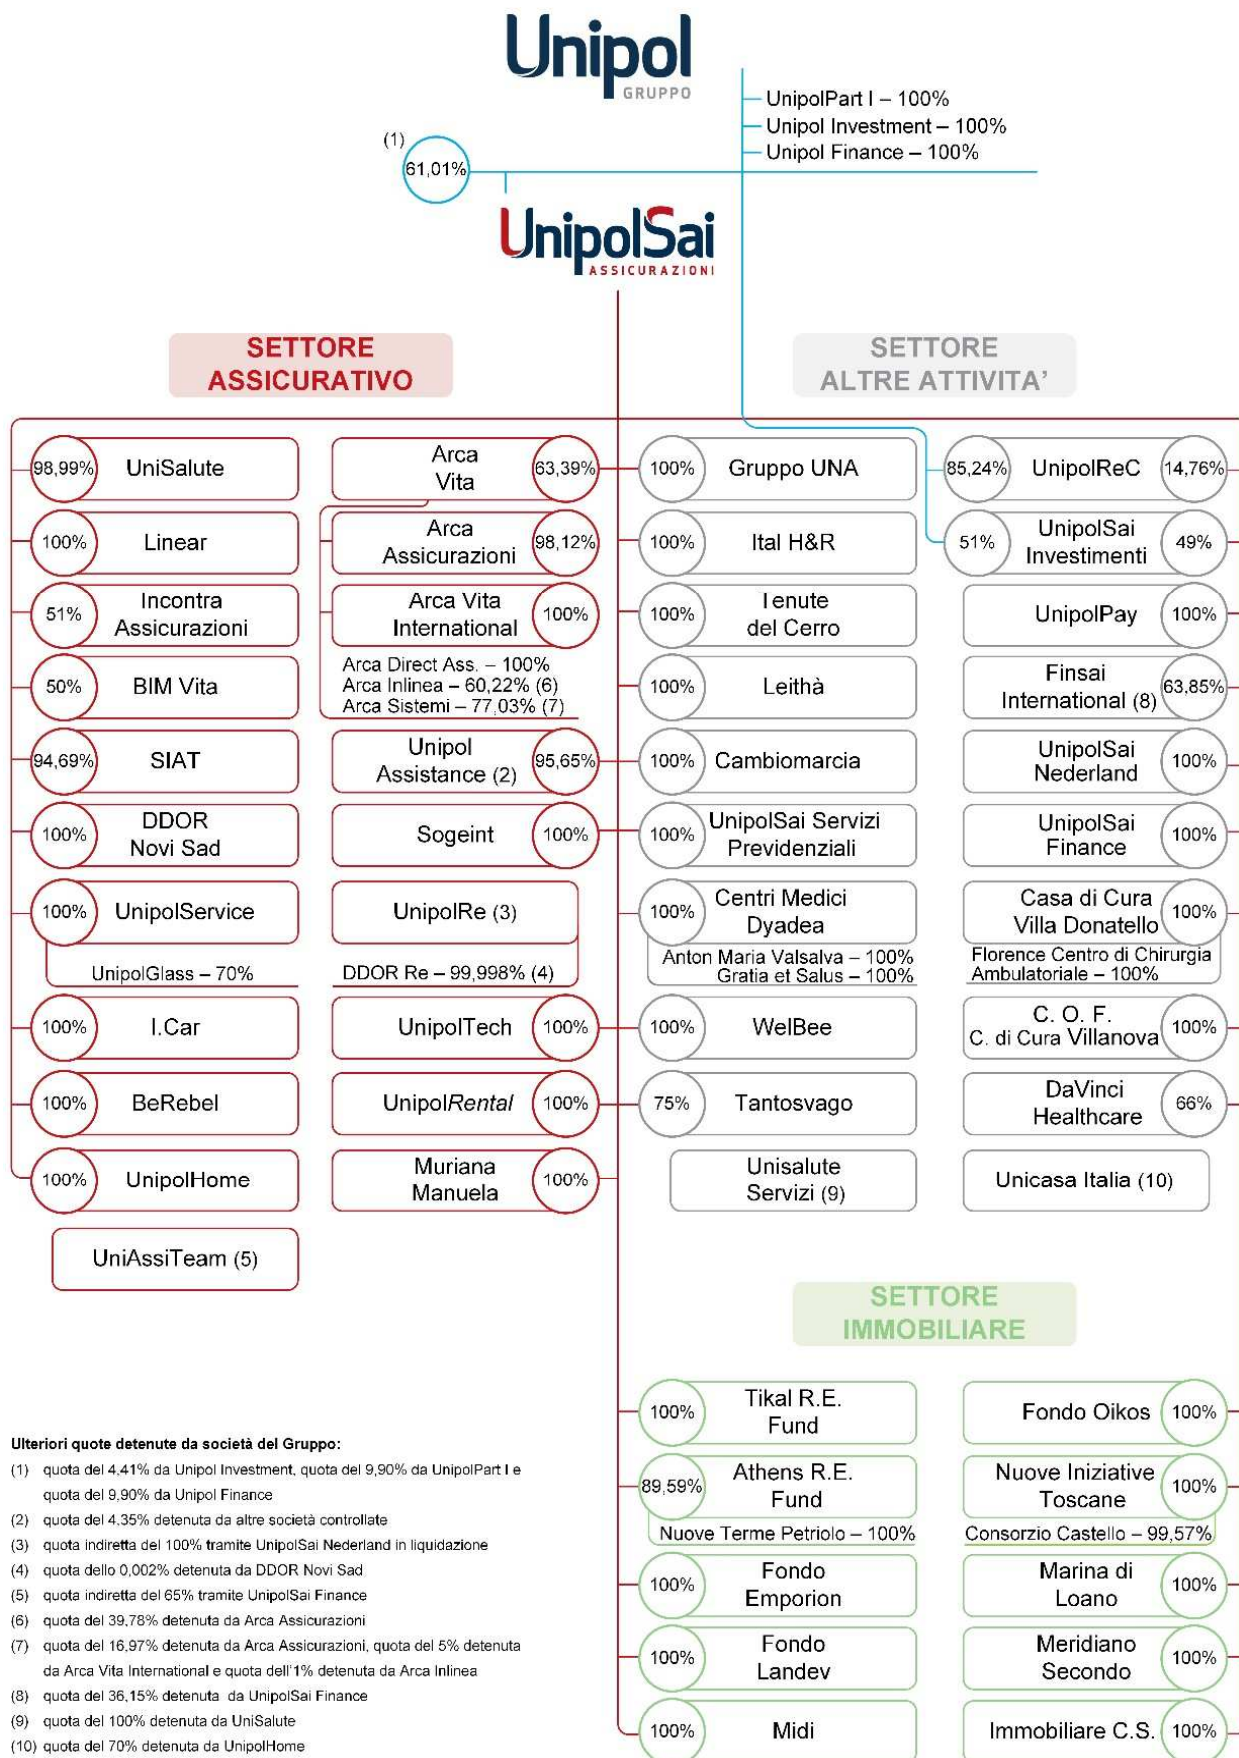 Unipol
GRUPPO
UnipolPart I – 100%
Unipol Investment – 100%
Unipol Finance – 100%
(1)
61,01%
UnipolSai
ASSICURAZIONI
SETTORE
ASSICURATIVO
SETTORE
ALTRE ATTIVITA’
98,99%
UniSalute
Arca
Vita
63,39%
100%
Gruppo UNA
85,24%
UnipolReC
14,76%
100%
Linear
Arca
Assicurazioni
98,12%
100%
Ital H&R
51%
UnipolSai
Investimenti
49%
51%
Incontra
Assicurazioni
Arca Vita
International
100%
100%
Tenute
del Cerro
UnipolPay
100%
50%
BIM Vita
Arca Direct Ass. – 100%
Arca Inlinea – 60,22% (6)
Arca Sistemi – 77,03% (7)
100%
Leithà
Finsai
International (8)
63,85%
94,69%
SIAT
Unipol
Assistance (2)
95,65%
100%
Cambiomarcia
UnipolSai
Nederland
100%
100%
DDOR
Novi Sad
Sogeint
100%
100%
UnipolSai Servizi
Previdenziali
UnipolSai
Finance
100%
100%
UnipolService
UnipolGlass – 70%
UnipolRe (3)
DDOR Re – 99,998% (4)
100%
Centri Medici
Dyadea
Anton Maria Valsalva – 100%
Gratia et Salus – 100%
Casa di Cura
Villa Donatello
100%
Florence Centro di Chirurgia
Ambulatoriale – 100%
100%
I.Car
UnipolTech
100%
100%
WelBee
C. O. F.
C. di Cura Villanova
100%
100%
BeRebel
UnipolRental
100%
75%
Tantosvago
DaVinci
Healthcare
66%
100%
UnipolHome
Muriana
Manuela
100%
Unisalute
Servizi (9)
Unicasa Italia (10)
UniAssiTeam (5)
SETTORE
IMMOBILIARE
100%
Tikal R.E.
Fund
Fondo Oikos
100%
89,59%
Athens R.E.
Fund
Nuove Terme Petriolo – 100%
Nuove Iniziative
Toscane
100%
Consorzio Castello – 99,57%
100%
Fondo
Emporion
Marina di
Loano
100%
100%
Fondo
Landev
Meridiano
Secondo
100%
100%
Midi
Immobiliare C.S.
100%
Ulteriori quote detenute da società del Gruppo:
(1) quota del 4,41% da Unipol Investment, quota del 9,90% da UnipolPart I e
quota del 9,90% da Unipol Finance
(2) quota del 4,35% detenuta da altre società controllate
(3) quota indiretta del 100% tramite UnipolSai Nederland in liquidazione
(4) quota dello 0,002% detenuta da DDOR Novi Sad
(5) quota indiretta del 65% tramite UnipolSai Finance
(6) quota del 39,78% detenuta da Arca Assicurazioni
(7) quota del 16,97% detenuta da Arca Assicurazioni, quota del 5% detenuta
da Arca Vita International e quota dell’1% detenuta da Arca Inlinea
(8) quota del 36,15% detenuta da UnipolSai Finance
(9) quota del 100% detenuta da UniSalute
(10) quota del 70% detenuta da UnipolHome